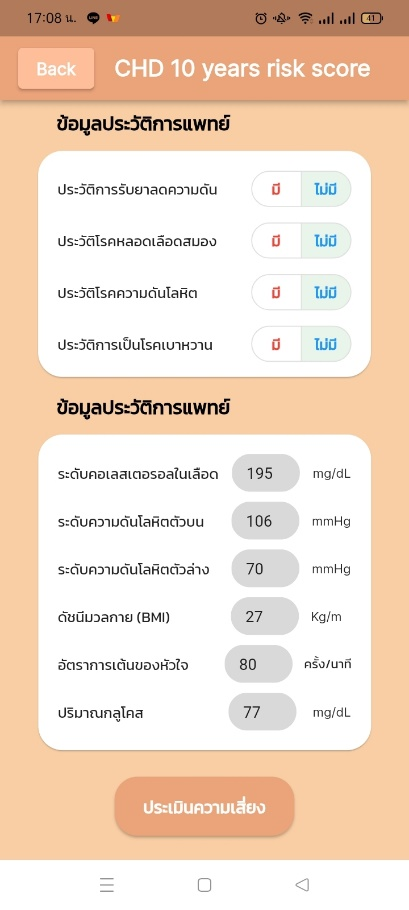 17:08 น.
41
Back
CHD 10 years risk score
ข้อมูลประวัติการแพทย์
ประวัติการรับยาลดความดัน มี ไม่มี
ประวัติโรคหลอดเลือดสมอง มี ไม่มี
ประวัติโรคความดันโลหิต มี ไม่มี
ประวัติการเป็นโรคเบาหวาน มี ไม่มี
ข้อมูลประวัติการแพทย์
ระดับคอเลสเตอรอลในเลือด 195 mg/dL
ระดับความดันโลหิตตัวบน 106 mmHg
ระดับความดันโลหิตตัวล่าง 70 mmHg
ดัชนีมวลกาย (BMI) 27 Kg/m
อัตราการเต้นของหัวใจ 80 ครั้ง/นาที
ปริมาณกลูโคส 77 mg/dL
ประเมินความเสี่ยง